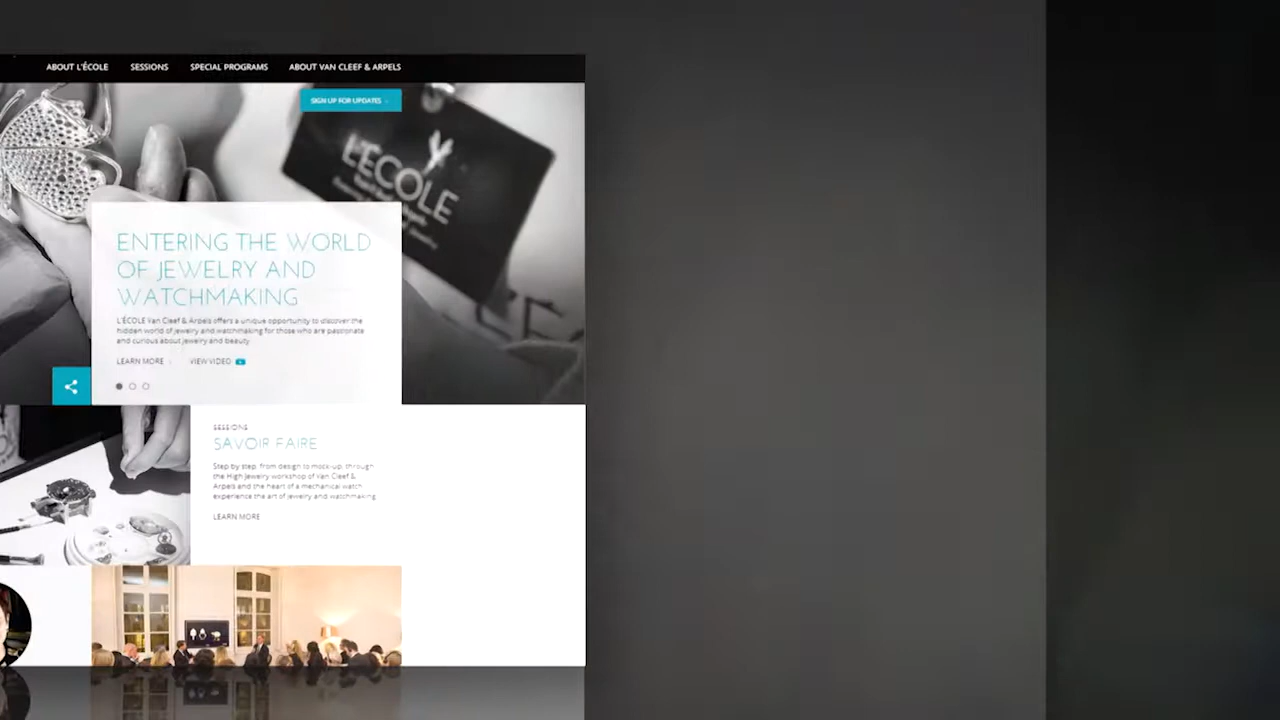 ABOUT L'ÉCOLE SESSIONS SPECIAL PROGRAMS ABOUT VAN CLEEF & ARPELS
SIGN UP FOR UPDATES
L'ÉCOLE
ENTERING THE WORLD
OF JEWELRY AND
WATCHMAKING
L'ÉCOLE Van Cleef & Arpels offers a unique opportunity to discover the
hidden world of jewelry and watchmaking for those who are passionate
and curious about jewelry and beauty
LEARN MORE VIEW VIDEO
SESSIONS
SAVOIR FAIRE
Step by step, from design to mock-up, through
the High Jewelry workshop of Van Cleef &
Arpels and the heart of a mechanical watch
experience the art of jewelry and watchmaking
LEARN MORE